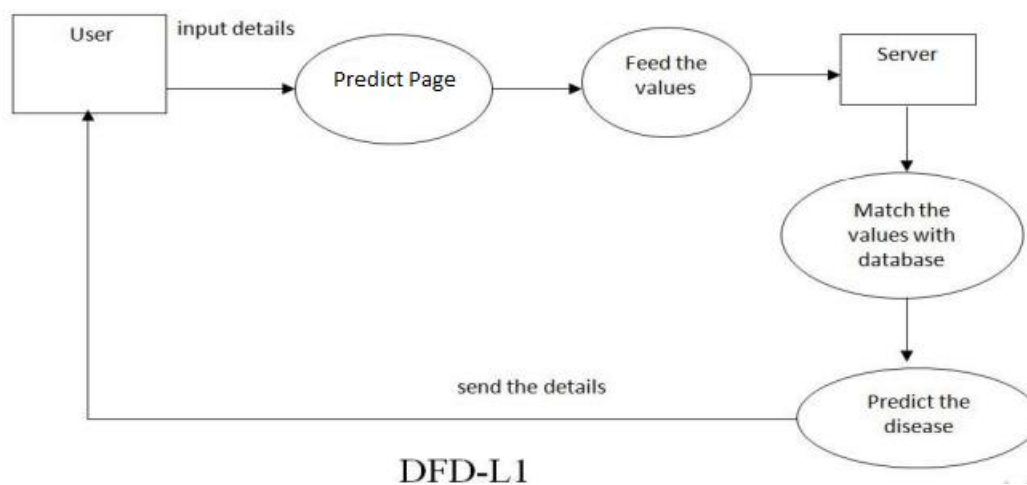 User
input details
Predict Page
Feed the
values
Server
Match the
values with
database
Predict the
disease
send the details
DFD-L1